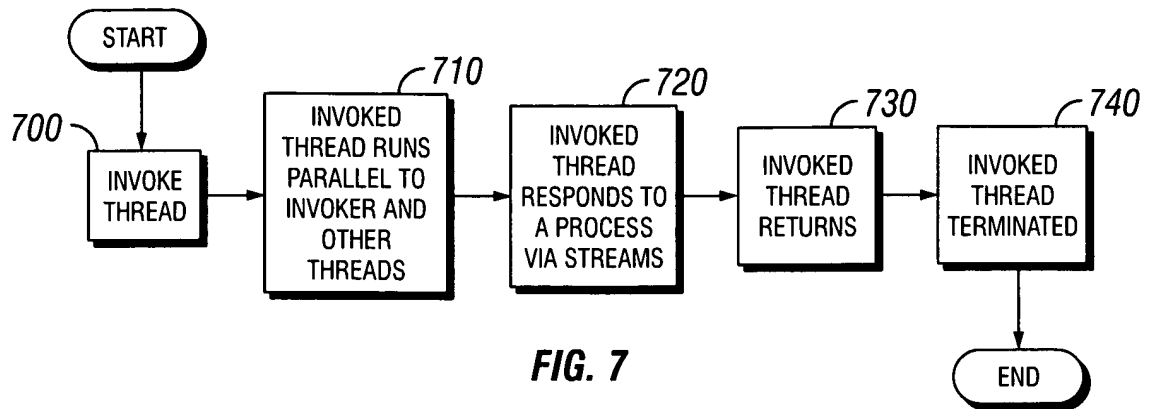 START
700
INVOKE
THREAD
710
INVOKED
THREAD RUNS
PARALLEL TO
INVOKER AND
OTHER
THREADS
720
INVOKED
THREAD
RESPONDS TO
A PROCESS
VIA STREAMS
730
INVOKED
THREAD
RETURNS
740
INVOKED
THREAD
TERMINATED
END
FIG. 7